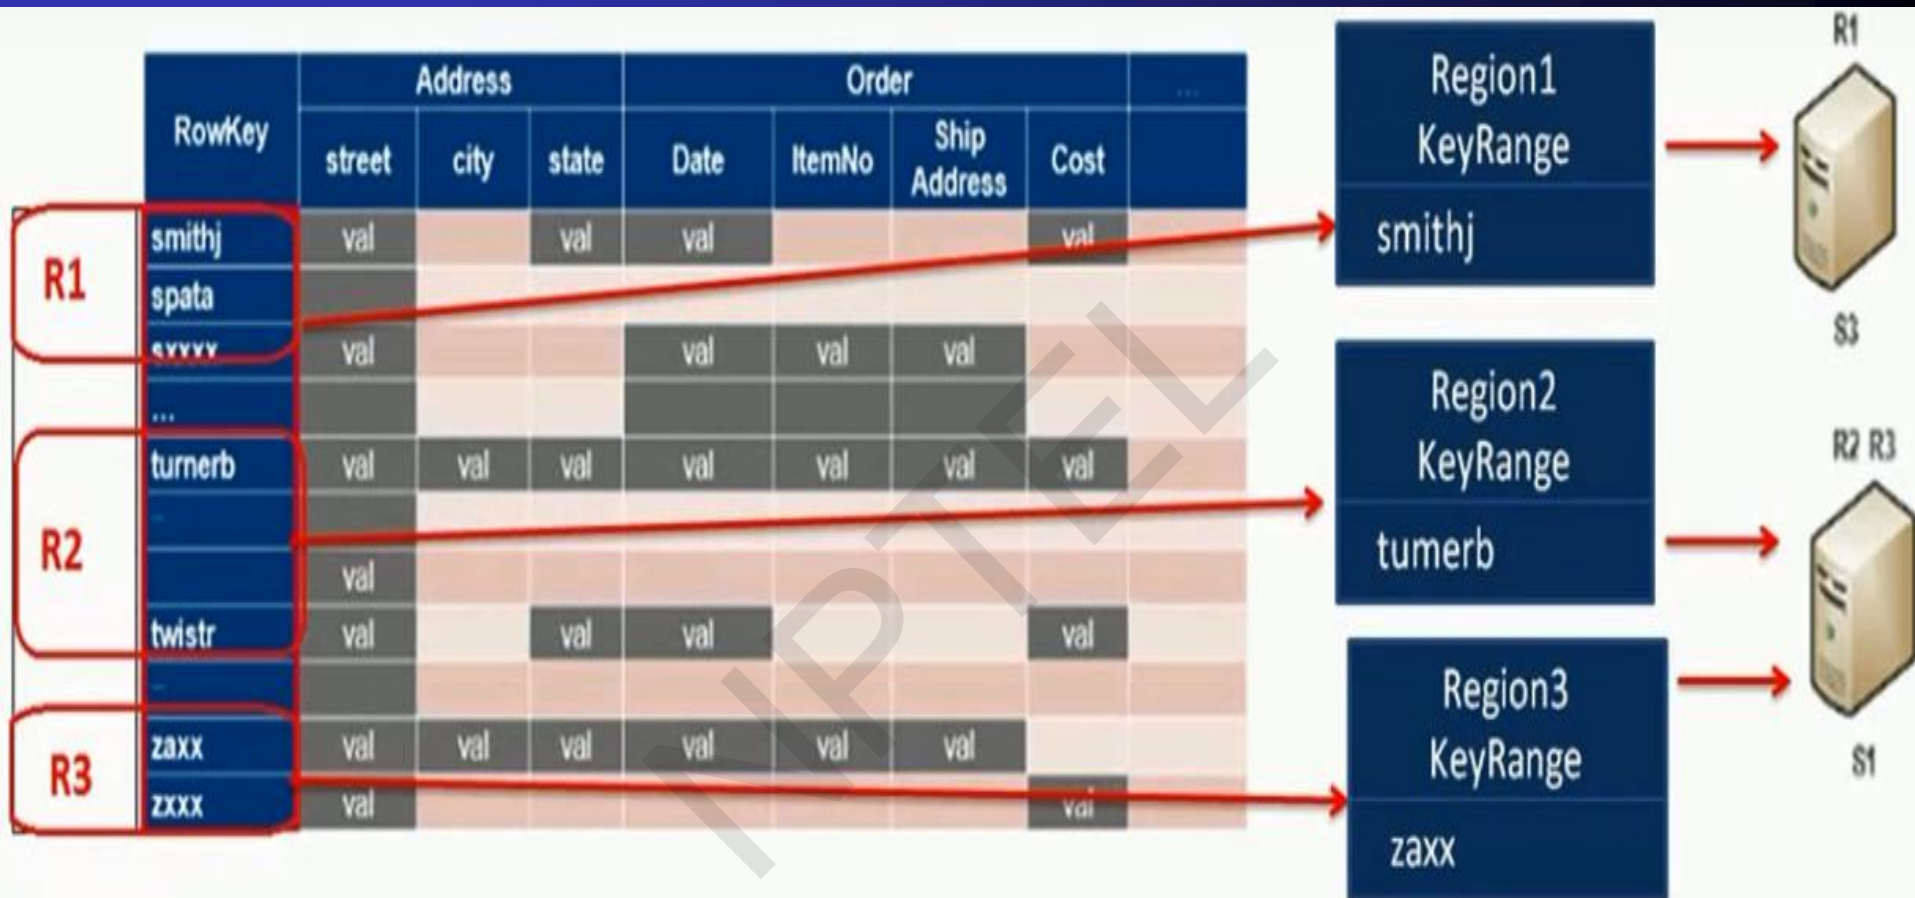 RowKey Address Order ...
street city state Date ItemNo Ship Address Cost
R1
smithj val val val val
spata
sxxxx val val val val
...
R2
turnerb val val val val val val val
val
twistr val val val val
R3
zaxx val val val val val val
zxxx val val
Region1
KeyRange
smithj
Region2
KeyRange
tumerb
Region3
KeyRange
zaxx
R1
S3
R2 R3
S1
NPTEL